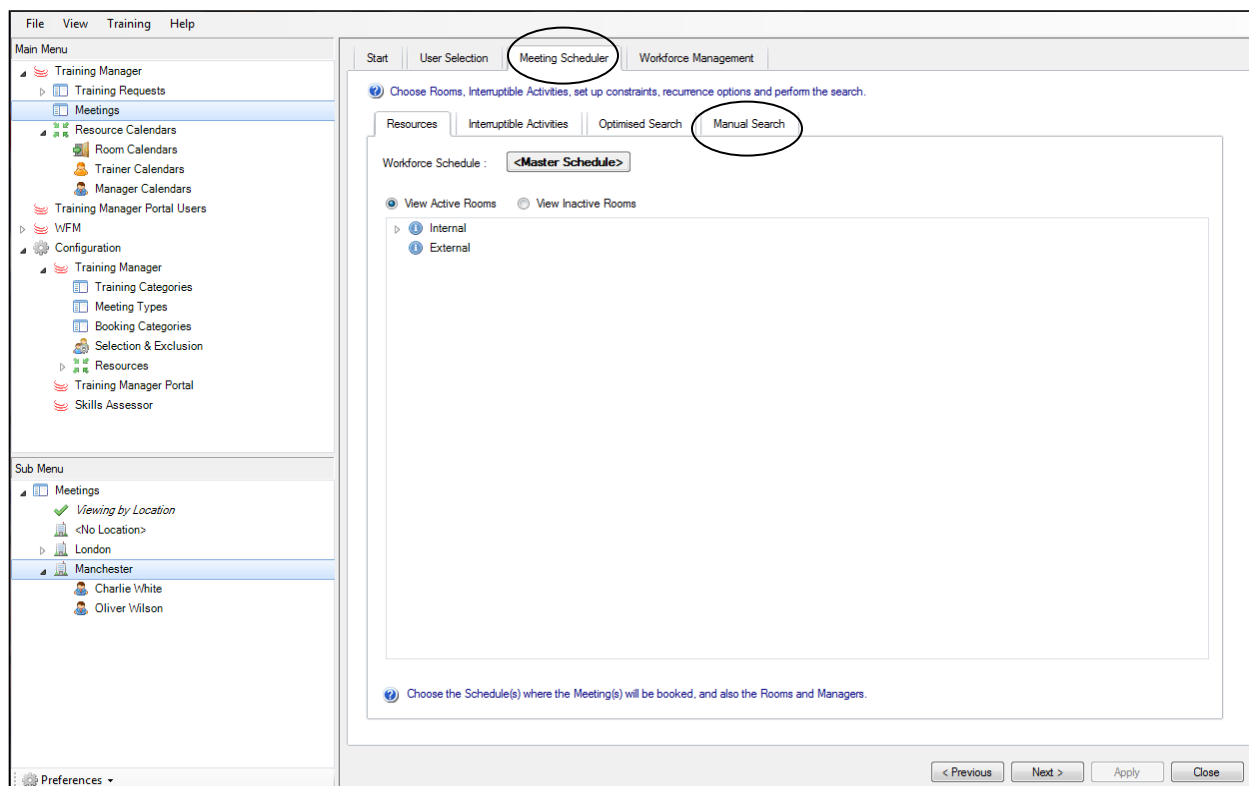 File View Training Help
Main Menu
Training Manager
Training Requests
Meetings
Resource Calendars
Room Calendars
Trainer Calendars
Manager Calendars
Training Manager Portal Users
WFM
Configuration
Training Manager
Training Categories
Meeting Types
Booking Categories
Selection & Exclusion
Resources
Training Manager Portal
Skills Assessor
Sub Menu
Meetings
Viewing by Location
<No Location>
London
Manchester
Charlie White
Oliver Wilson
Preferences
Start User Selection Meeting Scheduler Workforce Management
Choose Rooms, Interruptible Activities, set up constraints, recurrence options and perform the search.
Resources Interruptible Activities Optimised Search Manual Search
Workforce Schedule : <Master Schedule>
View Active Rooms View Inactive Rooms
Internal
External
Choose the Schedule(s) where the Meeting(s) will be booked, and also the Rooms and Managers.
< Previous Next > Apply Close